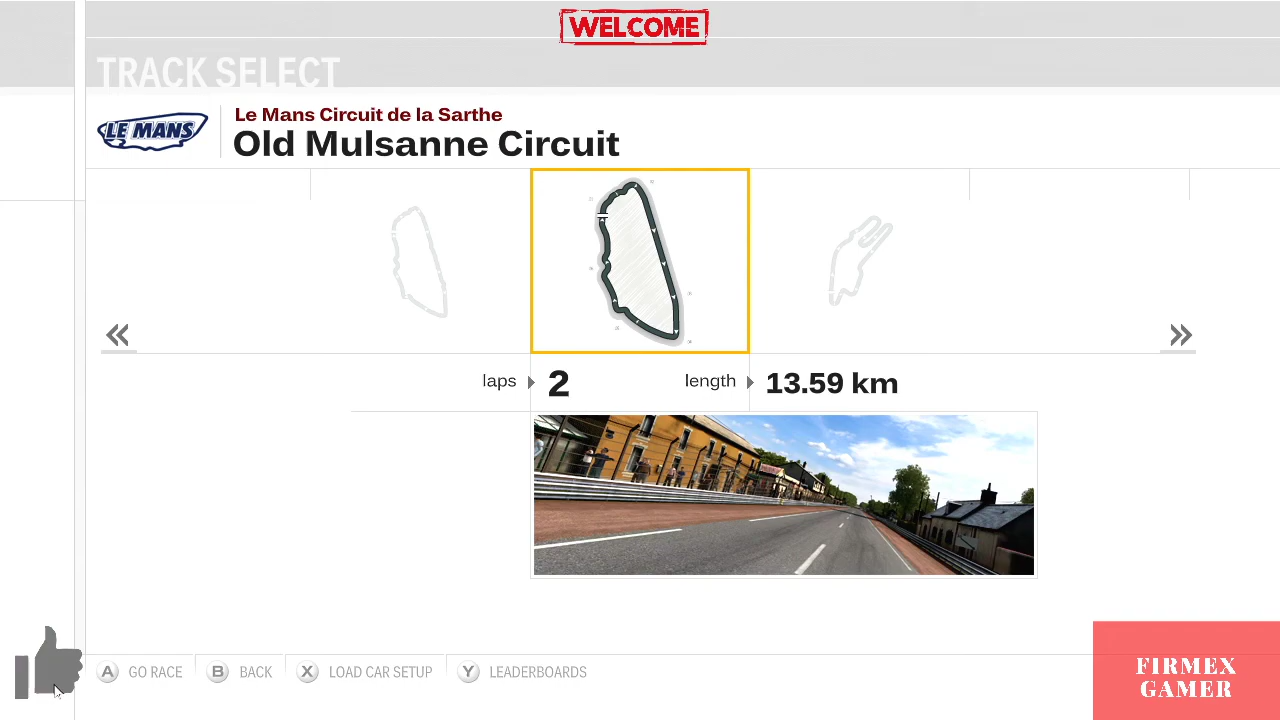 WELCOME
TRACK SELECT
LE MANS
Le Mans Circuit de la Sarthe
Old Mulsanne Circuit
laps 2 length 13.59 km
A GO RACE B BACK X LOAD CAR SETUP Y LEADERBOARDS
FIRMEX
GAMER